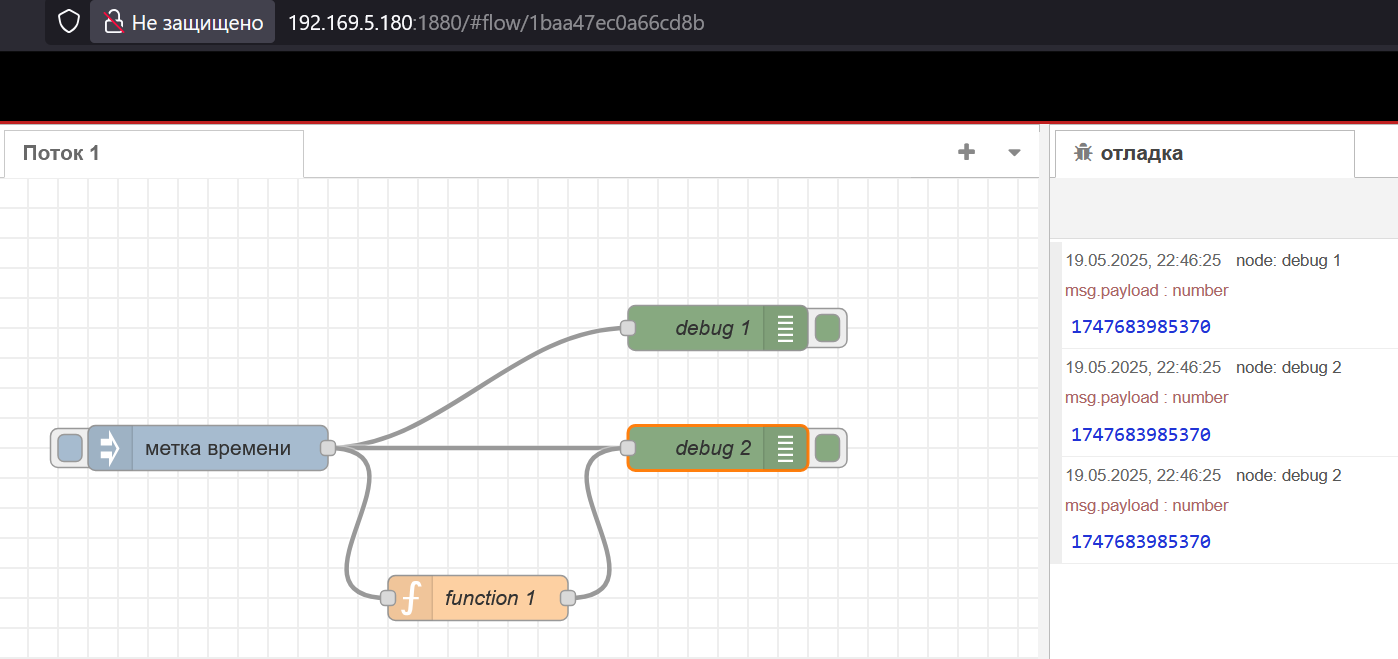 Не защищено 192.169.5.180:1880/#flow/1baa47ec0a66cd8b
Поток 1
отладка
19.05.2025, 22:46:25 node: debug 1
msg.payload : number
1747683985370
19.05.2025, 22:46:25 node: debug 2
msg.payload : number
1747683985370
19.05.2025, 22:46:25 node: debug 2
msg.payload : number
1747683985370
debug 1
метка времени
debug 2
function 1